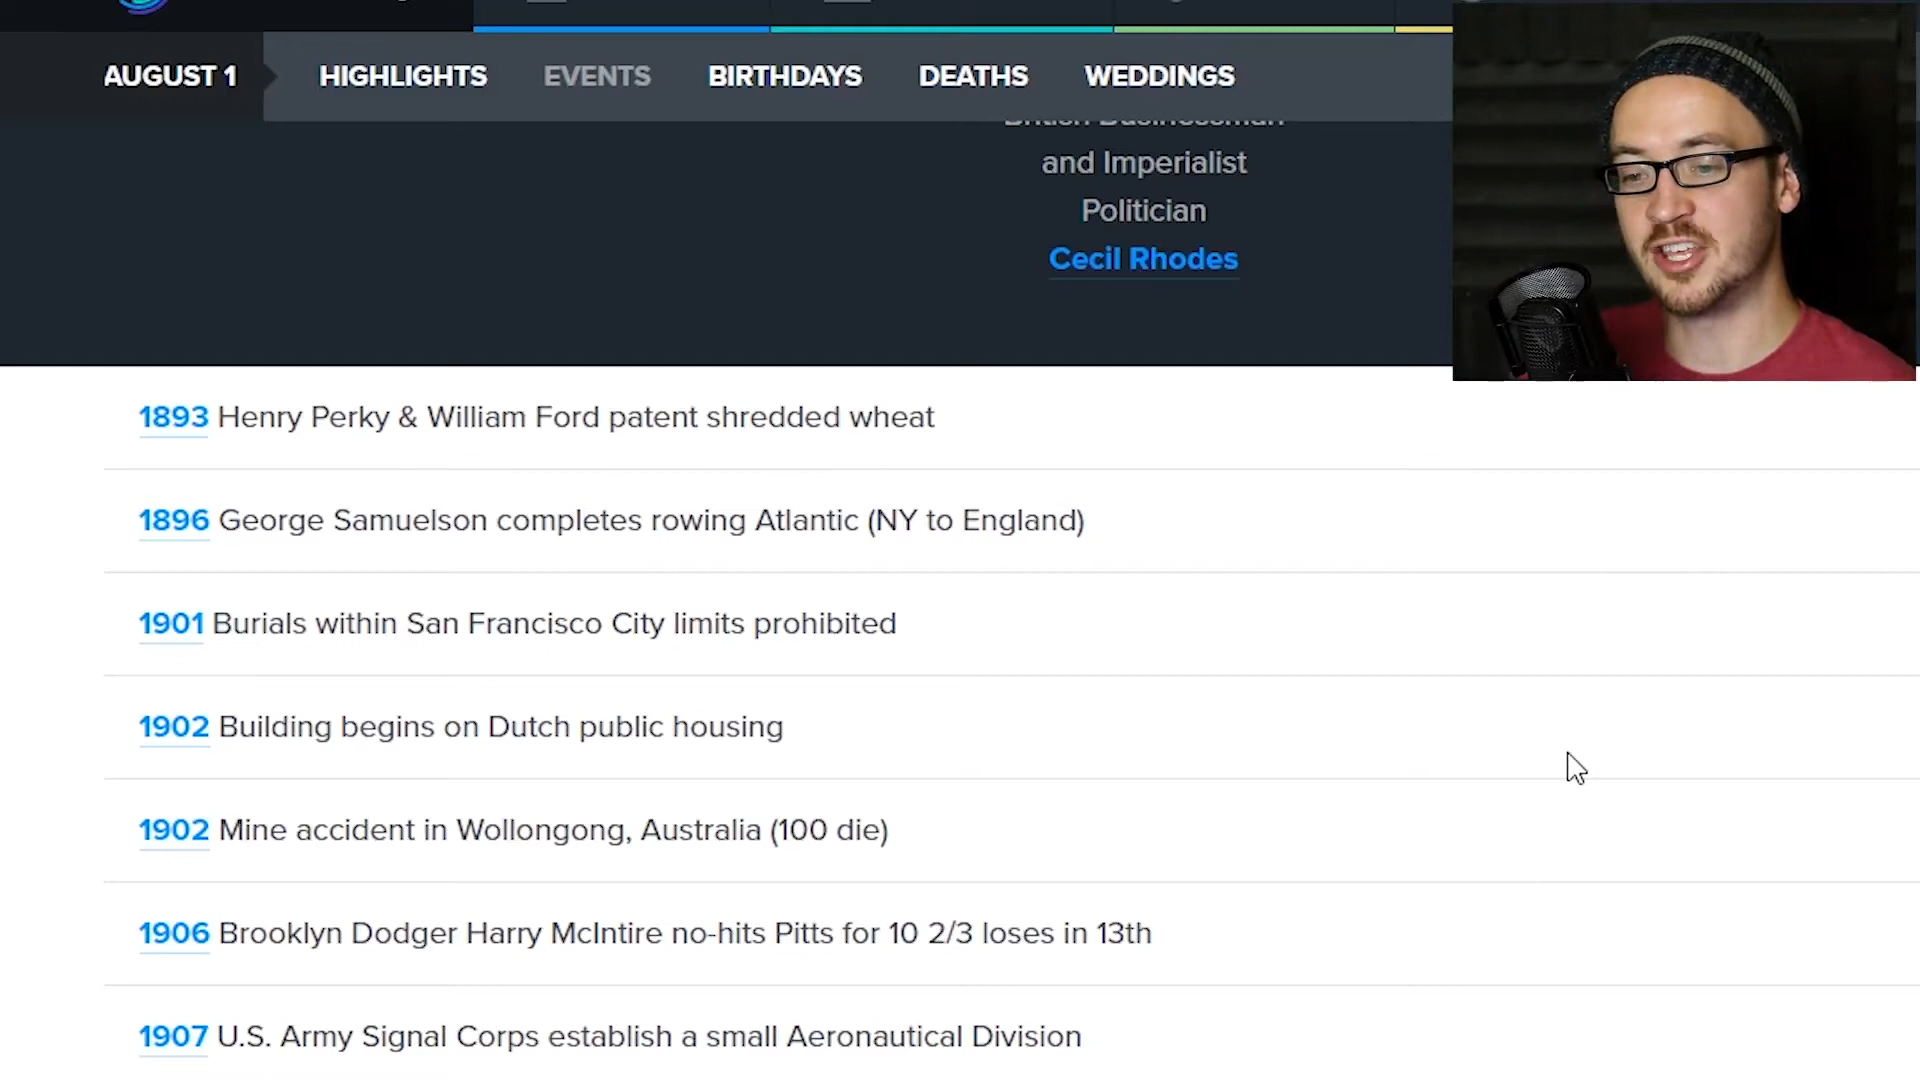 AUGUST 1
HIGHLIGHTS
EVENTS
BIRTHDAYS
DEATHS
WEDDINGS
British Businessman
and Imperialist
Politician
Cecil Rhodes
1893 Henry Perky & William Ford patent shredded wheat
1896 George Samuelson completes rowing Atlantic (NY to England)
1901 Burials within San Francisco City limits prohibited
1902 Building begins on Dutch public housing
1902 Mine accident in Wollongong, Australia (100 die)
1906 Brooklyn Dodger Harry McIntire no-hits Pitts for 10 2/3 loses in 13th
1907 U.S. Army Signal Corps establish a small Aeronautical Division